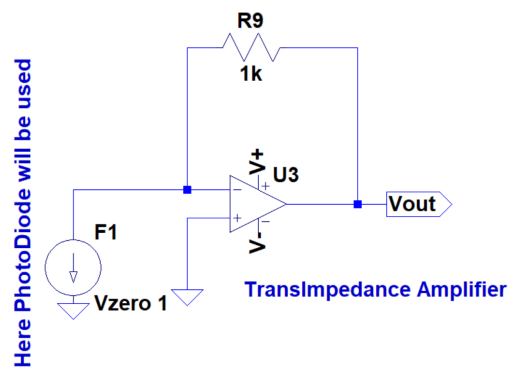 R9
1k
Here PhotoDiode will be used
V+
U3
−
+
+
−
V-
Vout
F1
Vzero 1
TransImpedance Amplifier